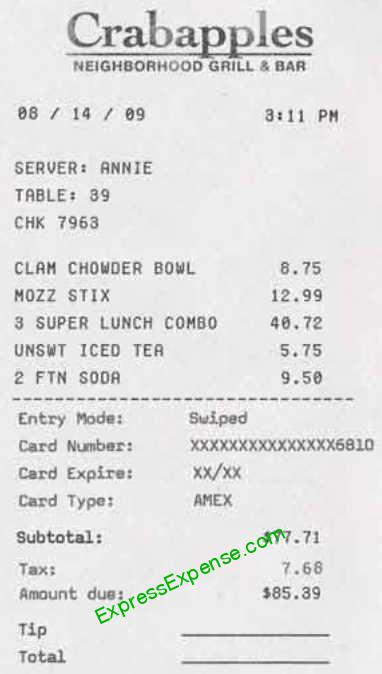 Crabapples
NEIGHBORHOOD GRILL & BAR
08 / 14 / 09 3:11 PM
SERVER: ANNIE
TABLE: 39
CHK 7963
CLAM CHOWDER BOWL 8.75
MOZZ STIX 12.99
3 SUPER LUNCH COMBO 40.72
UNSWT ICED TEA 5.75
2 FTN SODA 9.50
Entry Mode: Swiped
Card Number: XXXXXXXXXXXXXXX6810
Card Expire: XX/XX
Card Type: AMEX
Subtotal: $77.71
Tax: 7.68
Amount due: $85.39
ExpressExpense.com
Tip
Total